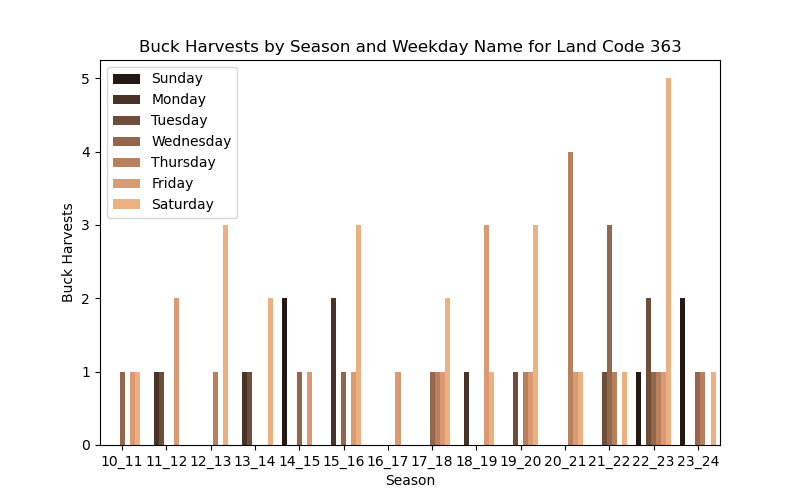 Buck Harvests by Season and Weekday Name for Land Code 363
Sunday
Monday
Tuesday
Wednesday
Thursday
Friday
Saturday
Buck Harvests
5
4
3
2
1
0
10_11 11_12 12_13 13_14 14_15 15_16 16_17 17_18 18_19 19_20 20_21 21_22 22_23 23_24
Season